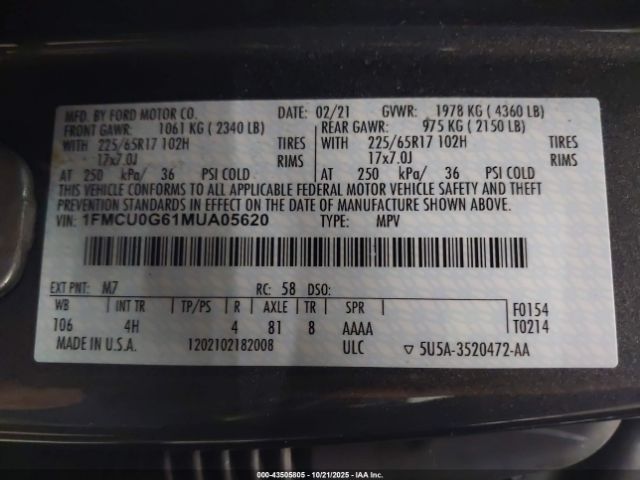 MFD. BY FORD MOTOR CO. DATE: 02/21 GVWR: 1978 KG ( 4360 LB)
FRONT GAWR: 1061 KG ( 2340 LB) REAR GAWR: 975 KG ( 2150 LB)
WITH 225/65R17 102H TIRES WITH 225/65R17 102H TIRES
17x7.0J RIMS 17x7.0J RIMS
AT 250 kPa/ 36 PSI COLD AT 250 kPa/ 36 PSI COLD
THIS VEHICLE CONFORMS TO ALL APPLICABLE FEDERAL MOTOR VEHICLE SAFETY AND THEFT
PREVENTION STANDARDS IN EFFECT ON THE DATE OF MANUFACTURE SHOWN ABOVE.
VIN: 1FMCU0G61MUA05620 TYPE: MPV
EXT PNT: M7 RC: 58 DSO:
WB INT TR TP/PS R AXLE TR SPR F0154
106 4H 4 81 8 AAAA T0214
MADE IN U.S.A. 1202102182008 ULC ▽ 5U5A-3520472-AA
000-43505805 - 10/21/2025 - IAA Inc.